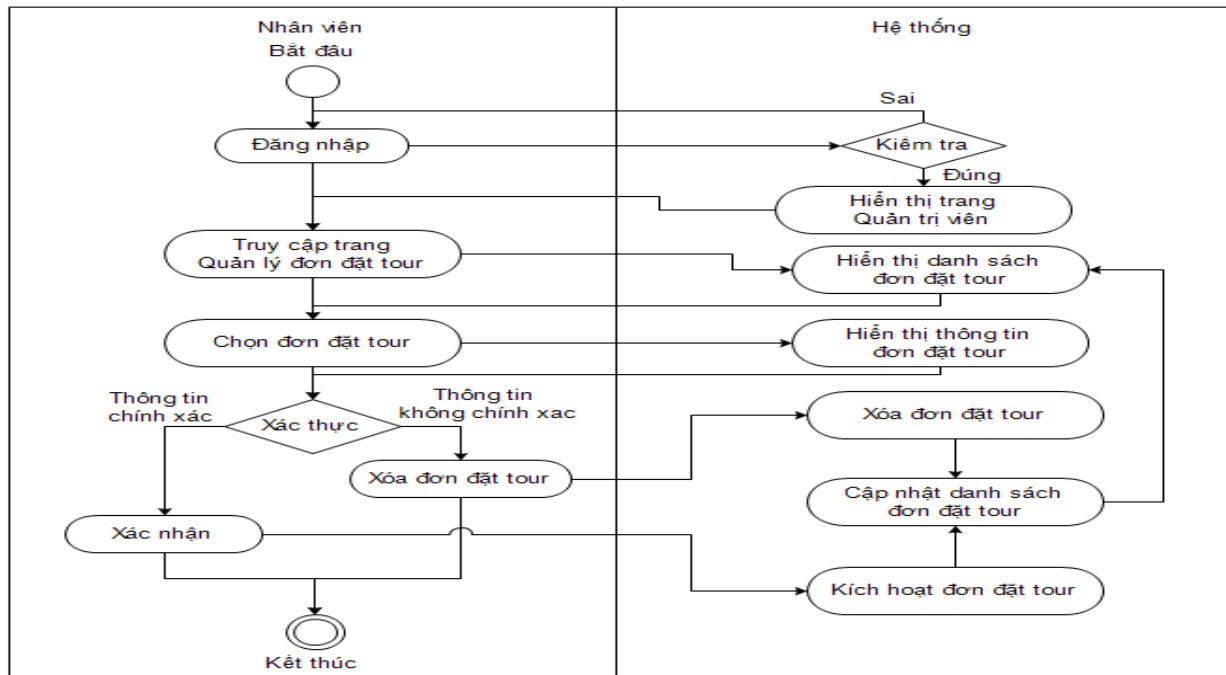 Nhân viên
Hệ thống
Bắt đâu
Sai
Đăng nhập
Kiêm tra
Đúng
Hiển thị trang
Quản trị viên
Truy cập trang
Quản lý đơn đặt tour
Hiển thị danh sách
đơn đặt tour
Chọn đơn đặt tour
Hiển thị thông tin
đơn đặt tour
Thông tin
chính xác
Thông tin
không chính xac
Xác thực
Xóa đơn đặt tour
Xóa đơn đặt tour
Cập nhật danh sách
đơn đặt tour
Xác nhận
Kích hoạt đơn đặt tour
Kết thúc